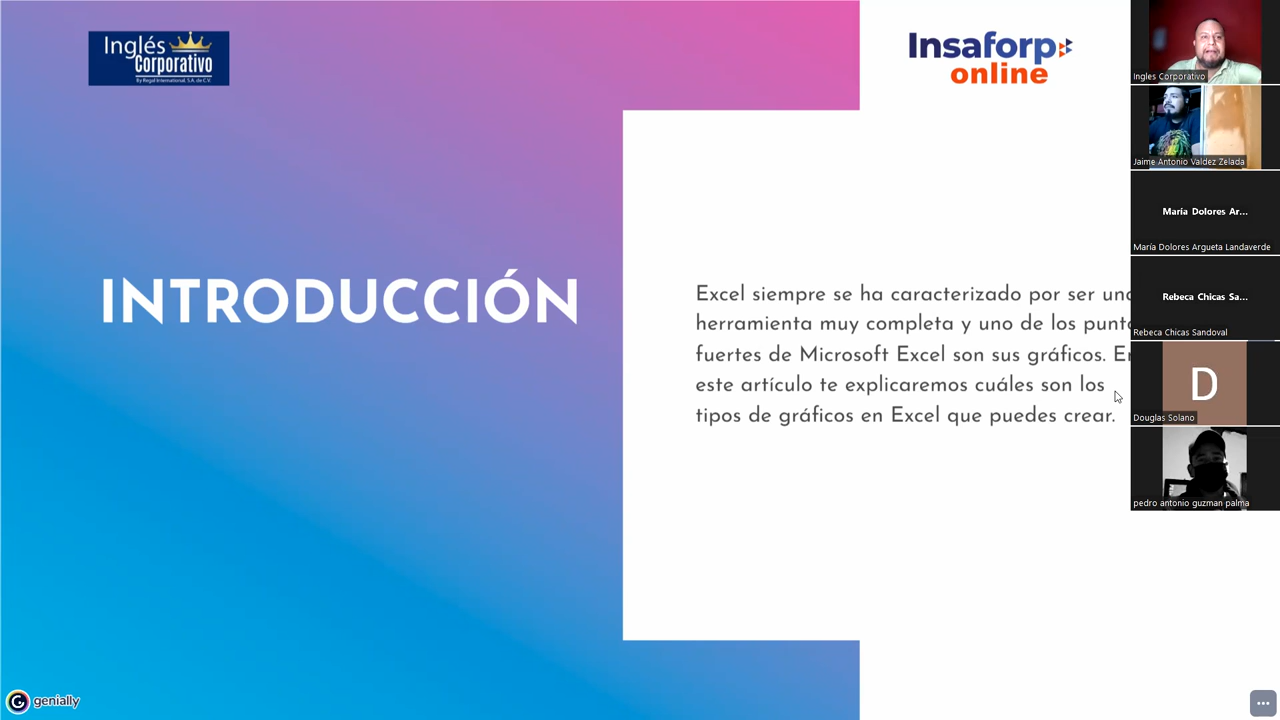 Inglés
Corporativo
By Regal International, S.A. de C.V.
Insaforp
online
INTRODUCCIÓN
Excel siempre se ha caracterizado por ser un
herramienta muy completa y uno de los punt
fuertes de Microsoft Excel son sus gráficos. E
este artículo te explicaremos cuáles son los
tipos de gráficos en Excel que puedes crear.
Ingles Corporativo
Jaime Antonio Valdez Zelada
María Dolores Ar...
María Dolores Argueta Landaverde
Rebeca Chicas Sa...
Rebeca Chicas Sandoval
D
Douglas Solano
pedro antonio guzman palma
genially